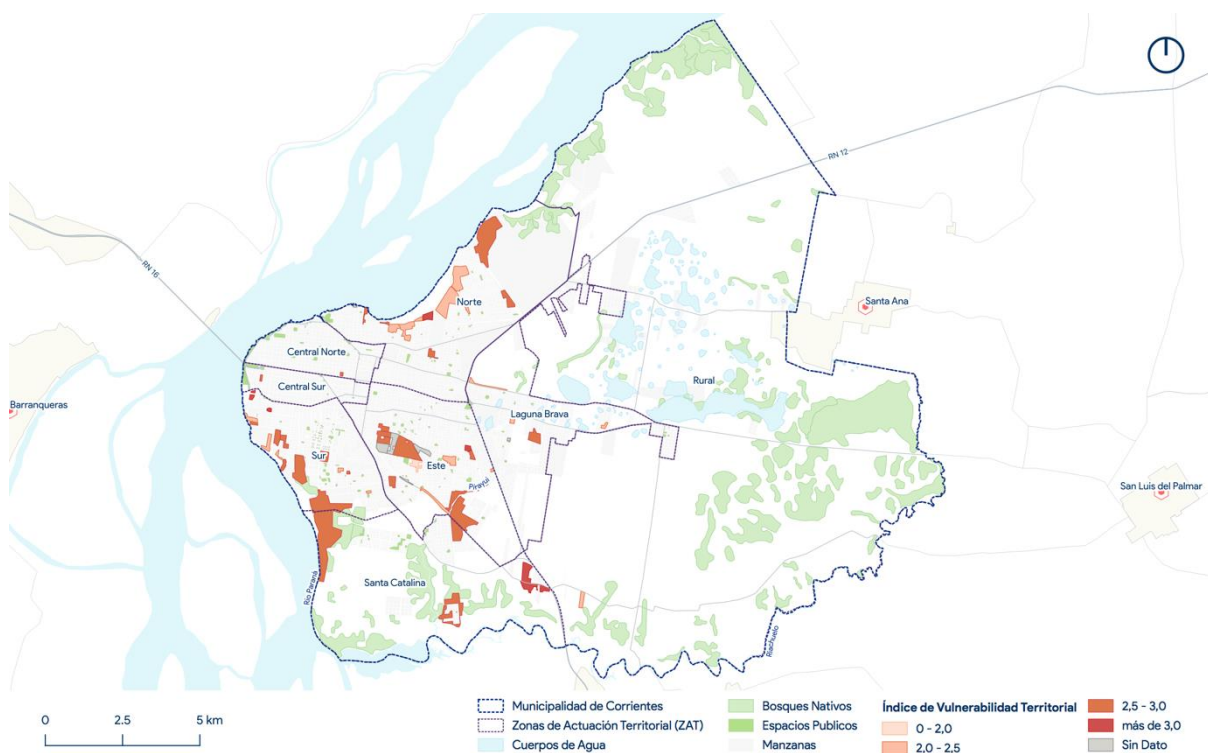 RN 12
RN 16
Santa Ana
Norte
Central Norte
Rural
Central Sur
Barranqueras
Laguna Brava
Sur
Este
Pirayui
San Luis del Palmar
Santa Catalina
Río Paraná
Riachuelo
0 2.5 5 km
Municipalidad de Corrientes
Zonas de Actuación Territorial (ZAT)
Cuerpos de Agua
Bosques Nativos
Espacios Publicos
Manzanas
Índice de Vulnerabilidad Territorial
0 - 2,0
2,0 - 2,5
2,5 - 3,0
más de 3,0
Sin Dato